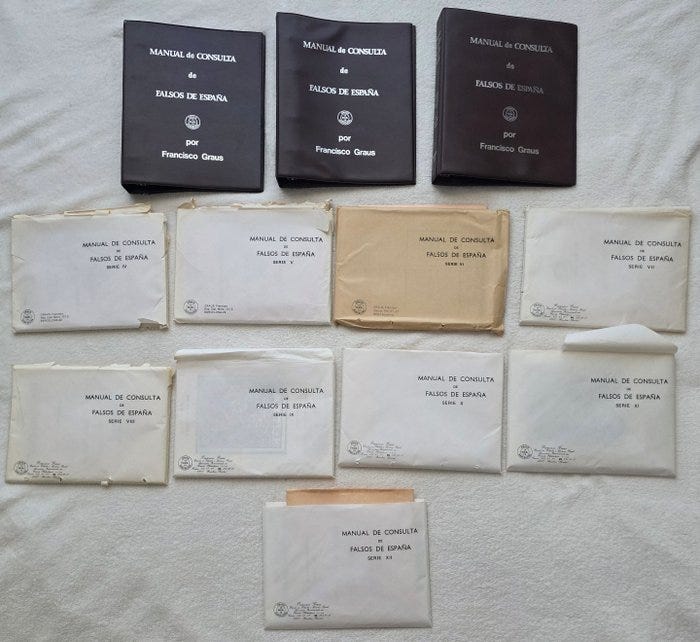 MANUAL de CONSULTA
de
FALSOS DE ESPAÑA
por
Francisco Graus
MANUAL de CONSULTA
de
FALSOS DE ESPAÑA
por
Francisco Graus
MANUAL de CONSULTA
de
FALSOS DE ESPAÑA
por
Francisco Graus
MANUAL DE CONSULTA
DE
FALSOS DE ESPAÑA
SERIE IV
MANUAL DE CONSULTA
DE
FALSOS DE ESPAÑA
SERIE V
MANUAL DE CONSULTA
DE
FALSOS DE ESPAÑA
SERIE VI
MANUAL DE CONSULTA
DE
FALSOS DE ESPAÑA
SERIE VII
MANUAL DE CONSULTA
DE
FALSOS DE ESPAÑA
SERIE VIII
MANUAL DE CONSULTA
DE
FALSOS DE ESPAÑA
SERIE IX
MANUAL DE CONSULTA
DE
FALSOS DE ESPAÑA
SERIE X
MANUAL DE CONSULTA
DE
FALSOS DE ESPAÑA
SERIE XI
MANUAL DE CONSULTA
DE
FALSOS DE ESPAÑA
SERIE XII